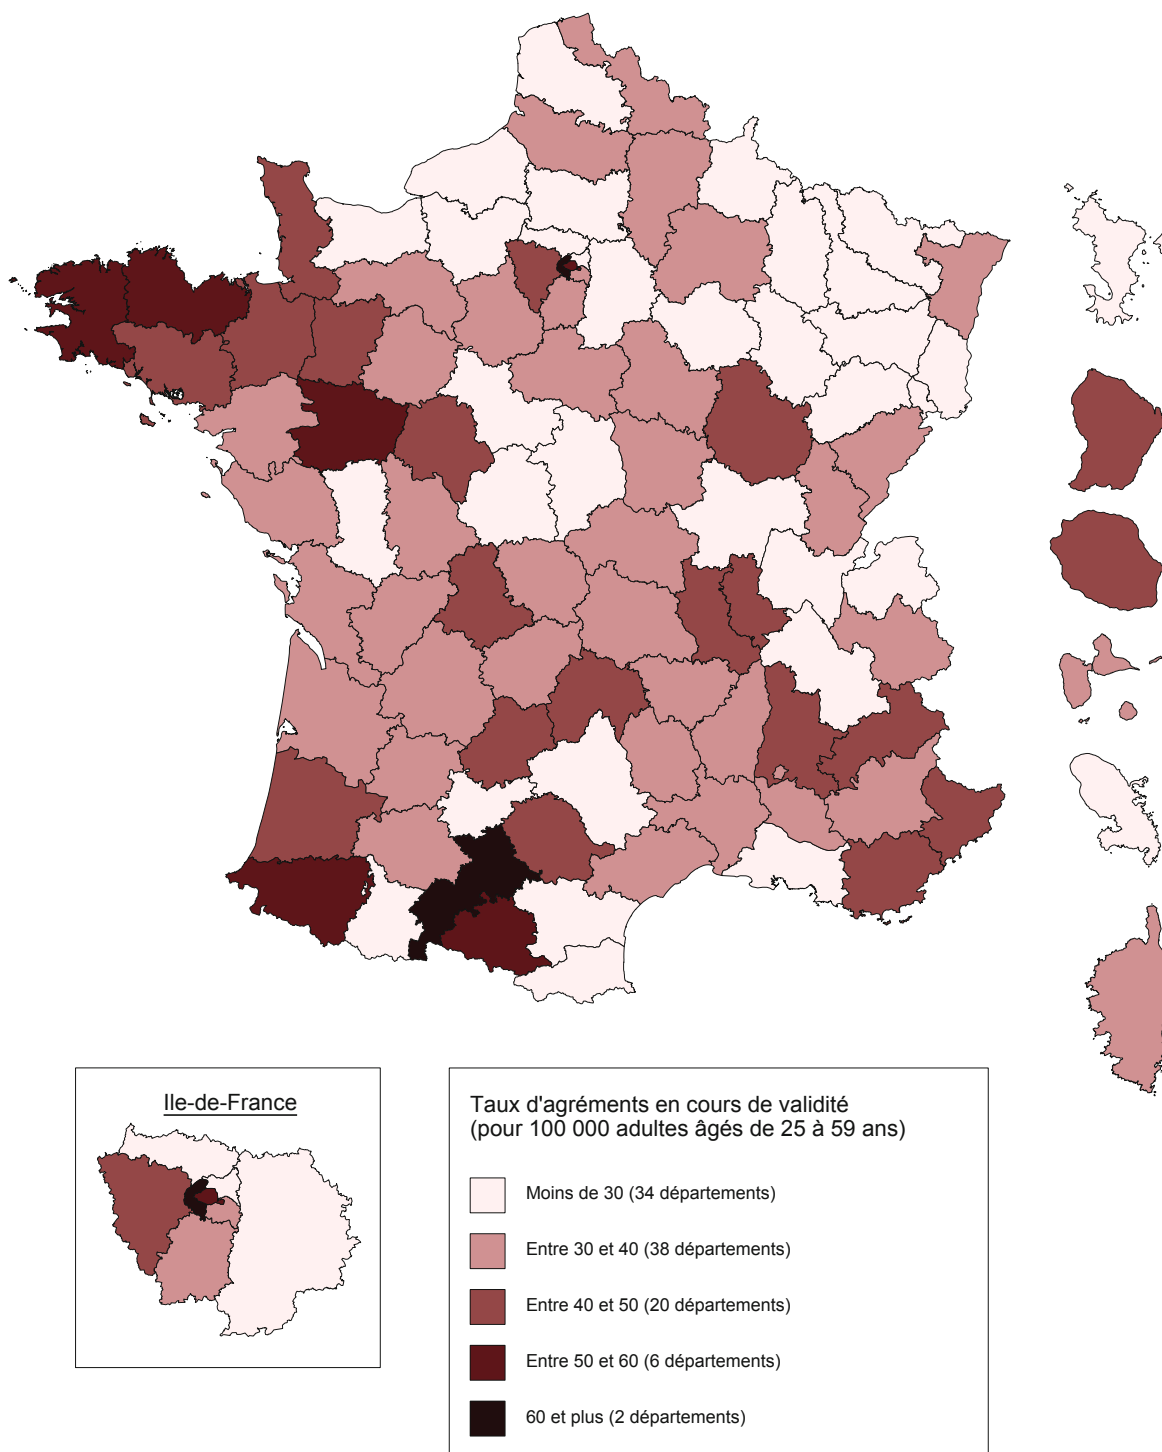 Ile-de-France
Taux d'agréments en cours de validité
(pour 100 000 adultes âgés de 25 à 59 ans)
Moins de 30 (34 départements)
Entre 30 et 40 (38 départements)
Entre 40 et 50 (20 départements)
Entre 50 et 60 (6 départements)
60 et plus (2 départements)